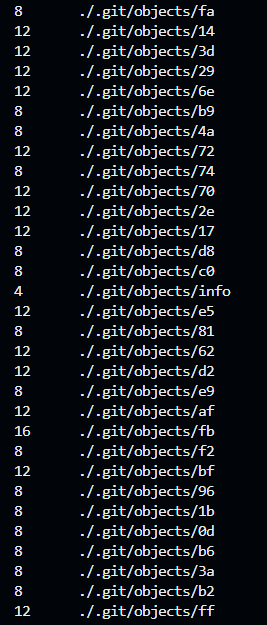 8 ./.git/objects/fa
12 ./.git/objects/14
12 ./.git/objects/3d
12 ./.git/objects/29
12 ./.git/objects/6e
8 ./.git/objects/b9
8 ./.git/objects/4a
12 ./.git/objects/72
8 ./.git/objects/74
12 ./.git/objects/70
12 ./.git/objects/2e
12 ./.git/objects/17
8 ./.git/objects/d8
8 ./.git/objects/c0
4 ./.git/objects/info
12 ./.git/objects/e5
8 ./.git/objects/81
12 ./.git/objects/62
12 ./.git/objects/d2
8 ./.git/objects/e9
12 ./.git/objects/af
16 ./.git/objects/fb
8 ./.git/objects/f2
12 ./.git/objects/bf
8 ./.git/objects/96
8 ./.git/objects/1b
8 ./.git/objects/0d
8 ./.git/objects/b6
8 ./.git/objects/3a
8 ./.git/objects/b2
12 ./.git/objects/ff